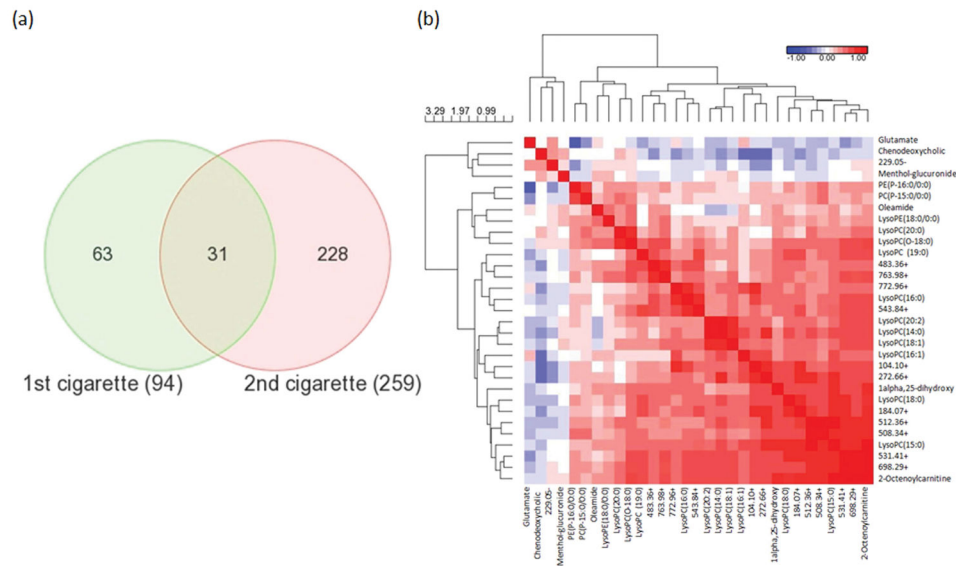 (a)
(b)
-1.00 0.00 1.00
3.29 1.97 0.99
63
31
228
1st cigarette (94)
2nd cigarette (259)
Glutamate
Chenodeoxycholic
229.05-
Menthol-glucuronide
PE(P-16:0/0:0)
PC(P-15:0/0:0)
Oleamide
LysoPE(18:0/0:0)
LysoPC(20:0)
LysoPC(O-18:0)
LysoPC (19:0)
483.36+
763.98+
772.96+
LysoPC(16:0)
543.84+
LysoPC(20:2)
LysoPC(14:0)
LysoPC(18:1)
LysoPC(16:1)
104.10+
272.66+
1alpha,25-dihydroxy
LysoPC(18:0)
184.07+
512.36+
508.34+
LysoPC(15:0)
531.41+
698.29+
2-Octenoylcarnitine
Glutamate
Chenodeoxycholic
229.05-
Menthol-glucuronide
PE(P-16:0/0:0)
PC(P-15:0/0:0)
Oleamide
LysoPE(18:0/0:0)
LysoPC(20:0)
LysoPC(O-18:0)
LysoPC (19:0)
483.36+
763.98+
772.96+
LysoPC(16:0)
543.84+
LysoPC(20:2)
LysoPC(14:0)
LysoPC(18:1)
LysoPC(16:1)
104.10+
272.66+
1alpha,25-dihydroxy
LysoPC(18:0)
184.07+
512.36+
508.34+
LysoPC(15:0)
531.41+
698.29+
2-Octenoylcarnitine